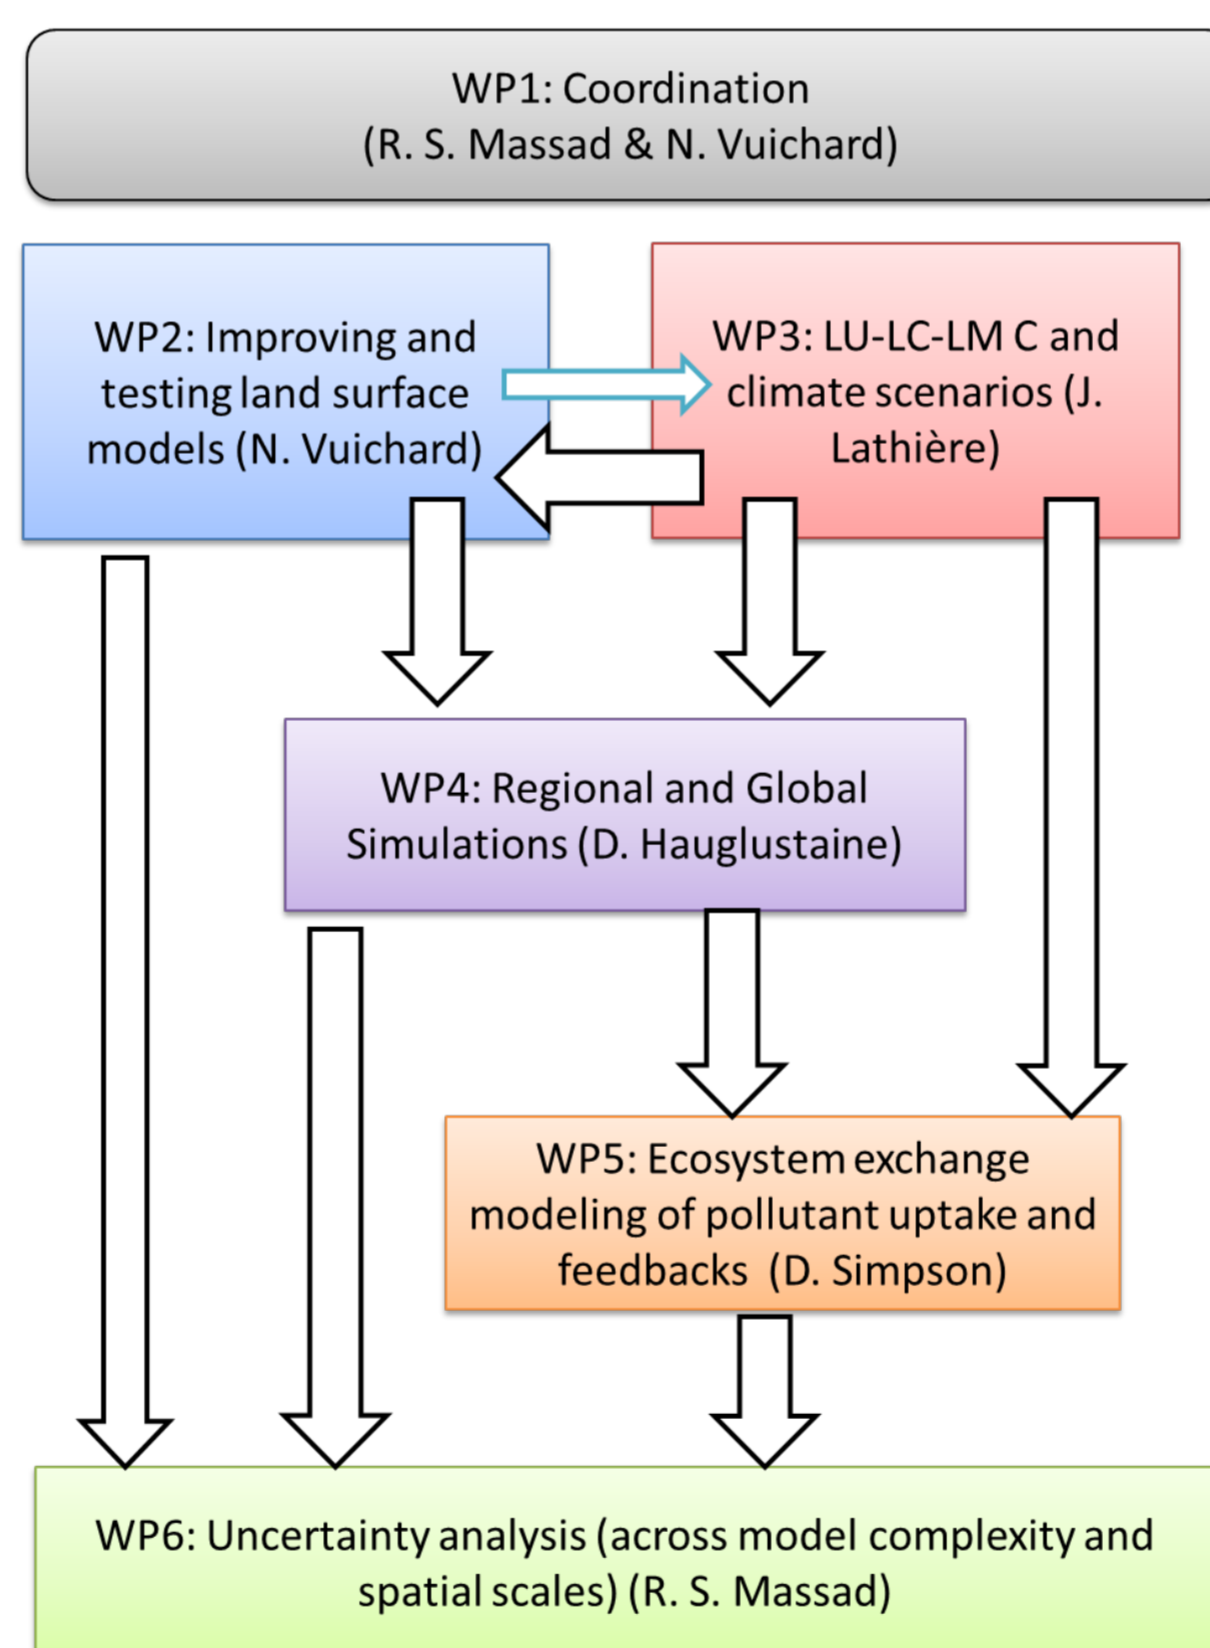 WP1: Coordination
(R. S. Massad & N. Vuichard)
WP2: Improving and
testing land surface
models (N. Vuichard)
WP3: LU-LC-LM C and
climate scenarios (J.
Lathière)
WP4: Regional and Global
Simulations (D. Hauglustaine)
WP5: Ecosystem exchange
modeling of pollutant uptake and
feedbacks (D. Simpson)
WP6: Uncertainty analysis (across model complexity and
spatial scales) (R. S. Massad)